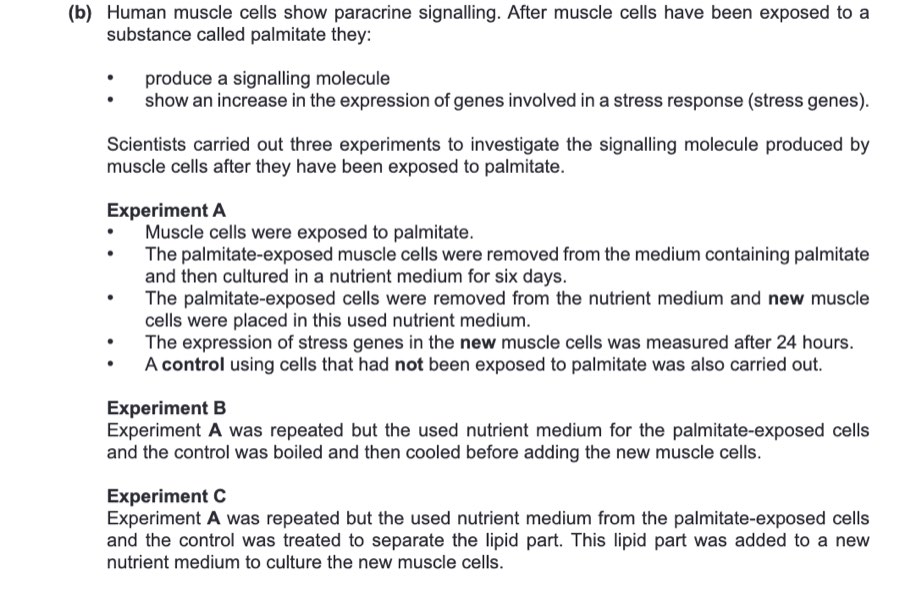 (b) Human muscle cells show paracrine signalling. After muscle cells have been exposed to a
substance called palmitate they:
• produce a signalling molecule
• show an increase in the expression of genes involved in a stress response (stress genes).
Scientists carried out three experiments to investigate the signalling molecule produced by
muscle cells after they have been exposed to palmitate.
Experiment A
• Muscle cells were exposed to palmitate.
• The palmitate-exposed muscle cells were removed from the medium containing palmitate
and then cultured in a nutrient medium for six days.
• The palmitate-exposed cells were removed from the nutrient medium and new muscle
cells were placed in this used nutrient medium.
• The expression of stress genes in the new muscle cells was measured after 24 hours.
• A control using cells that had not been exposed to palmitate was also carried out.
Experiment B
Experiment A was repeated but the used nutrient medium for the palmitate-exposed cells
and the control was boiled and then cooled before adding the new muscle cells.
Experiment C
Experiment A was repeated but the used nutrient medium from the palmitate-exposed cells
and the control was treated to separate the lipid part. This lipid part was added to a new
nutrient medium to culture the new muscle cells.